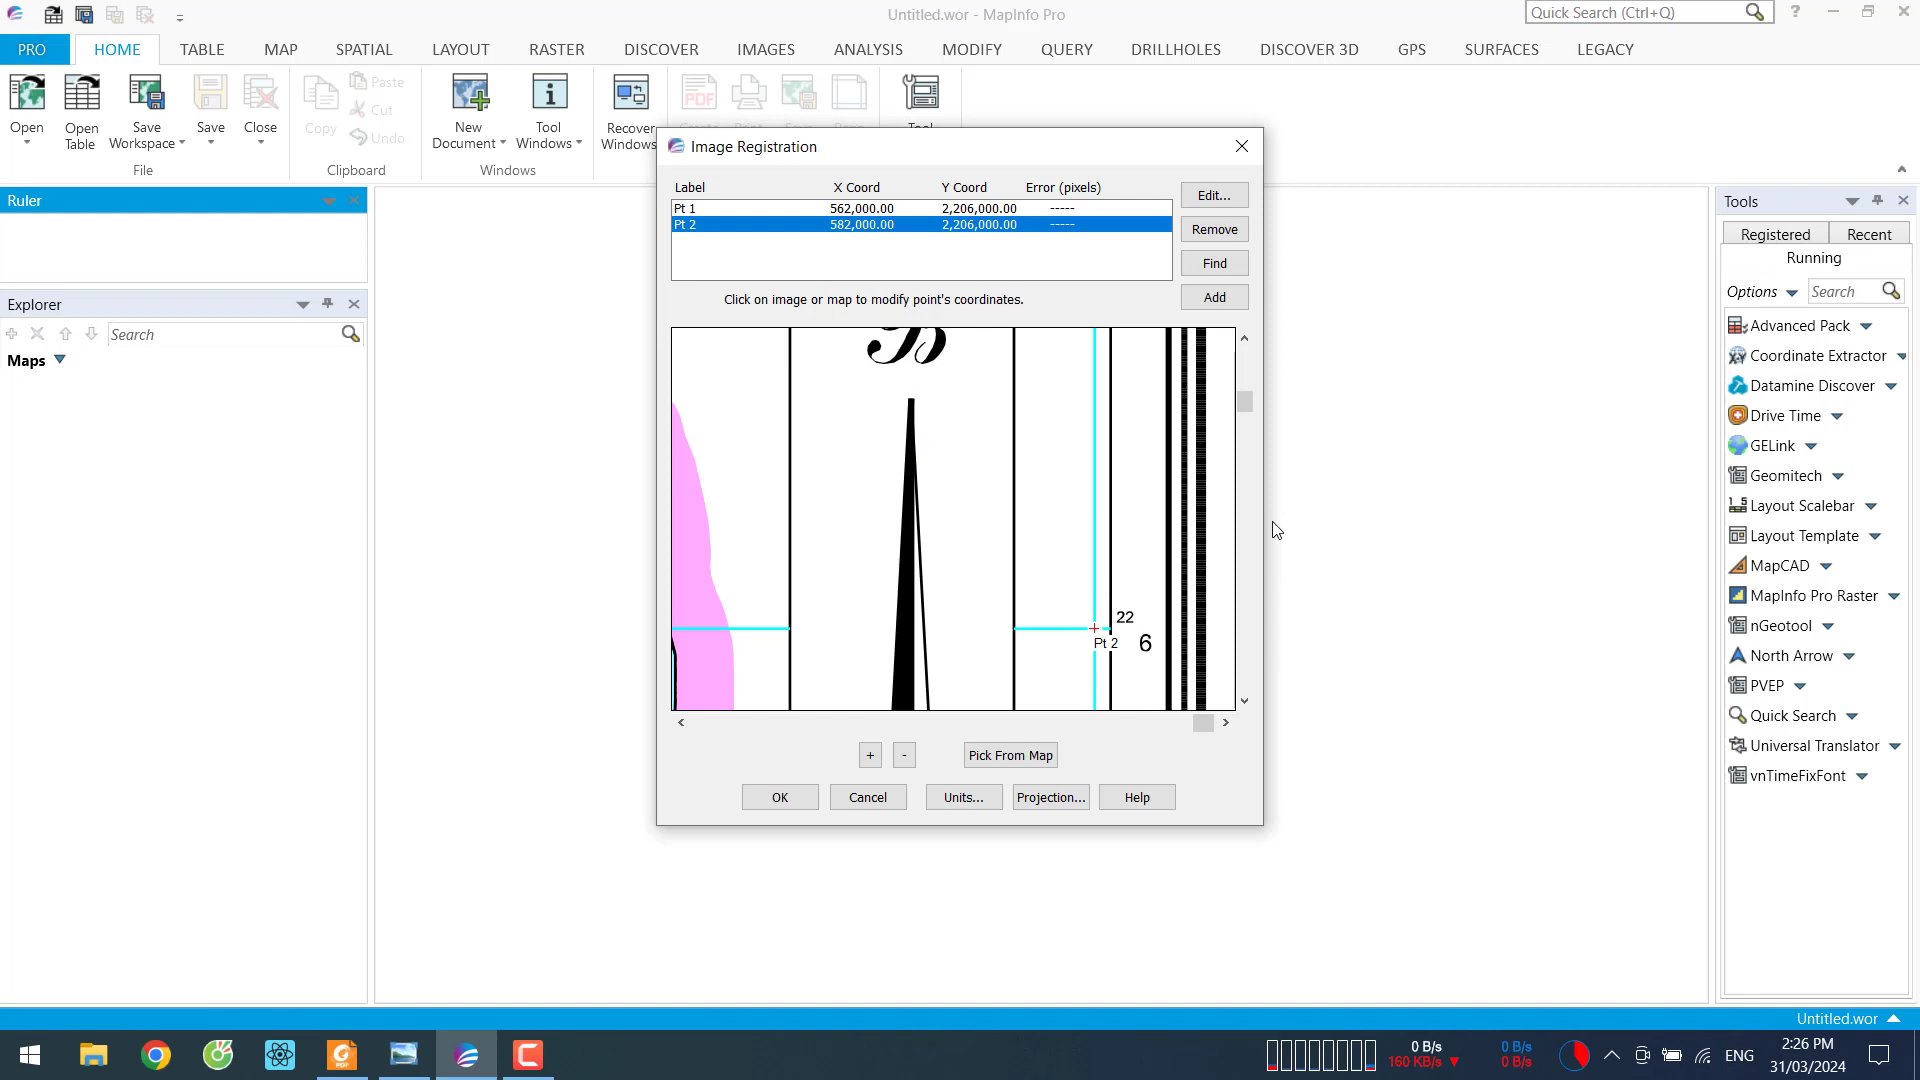 Untitled.wor - MapInfo Pro
Quick Search (Ctrl+Q)
PRO
HOME
TABLE
MAP
SPATIAL
LAYOUT
RASTER
DISCOVER
IMAGES
ANALYSIS
MODIFY
QUERY
DRILLHOLES
DISCOVER 3D
GPS
SURFACES
LEGACY
Open
Open Table
Save Workspace
Save
Close
File
Copy
Paste
Cut
Undo
Clipboard
New Document
Tool Windows
Windows
Recover Windows
PDF
Tool
Ruler
Explorer
Search
Maps
Image Registration
Label X Coord Y Coord Error (pixels)
Pt 1 562,000.00 2,206,000.00 -----
Pt 2 582,000.00 2,206,000.00 -----
Edit...
Remove
Find
Add
Click on image or map to modify point's coordinates.
B
22
Pt 2 6
+
-
Pick From Map
OK
Cancel
Units...
Projection...
Help
Tools
Registered
Recent
Running
Options
Search
Advanced Pack
Coordinate Extractor
Datamine Discover
Drive Time
GELink
Geomitech
Layout Scalebar
Layout Template
MapCAD
MapInfo Pro Raster
nGeotool
North Arrow
PVEP
Quick Search
Universal Translator
vnTimeFixFont
Untitled.wor
0 B/s
160 KB/s
0 B/s
0 B/s
ENG
2:26 PM
31/03/2024